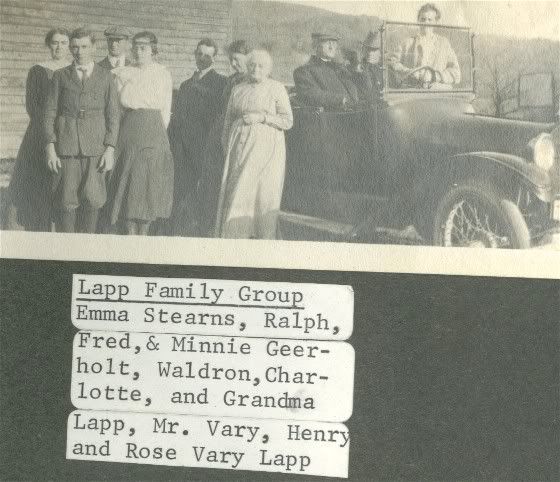 Lapp Family Group
Emma Stearns, Ralph,
Fred,& Minnie Geer-
holt, Waldron,Char-
lotte, and Grandma
Lapp, Mr. Vary, Henry
and Rose Vary Lapp